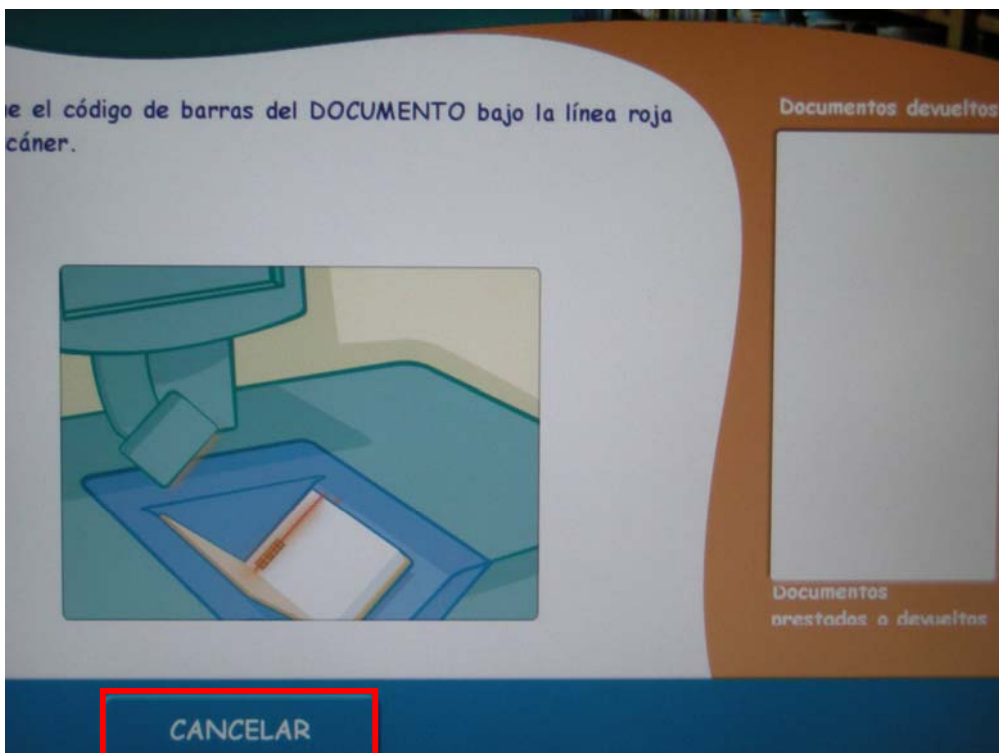 e el código de barras del DOCUMENTO bajo la línea roja
cáner.
Documentos devueltos
Documentos
prestados o devueltos
CANCELAR